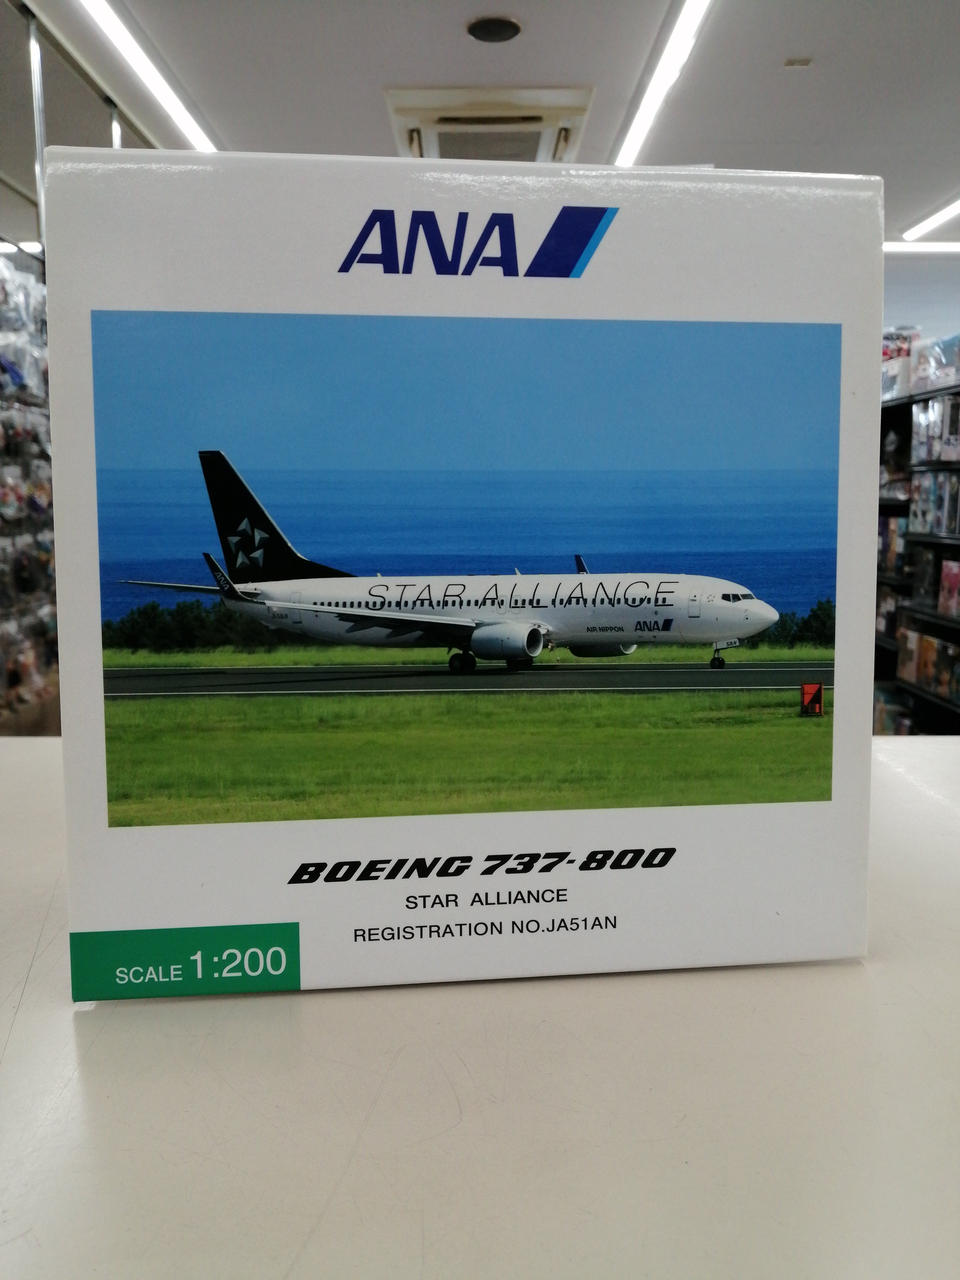 ANA
STAR ALLIANCE
AIR NIPPON ANA
BOEING 737-800
STAR ALLIANCE
REGISTRATION NO.JA51AN
SCALE 1:200